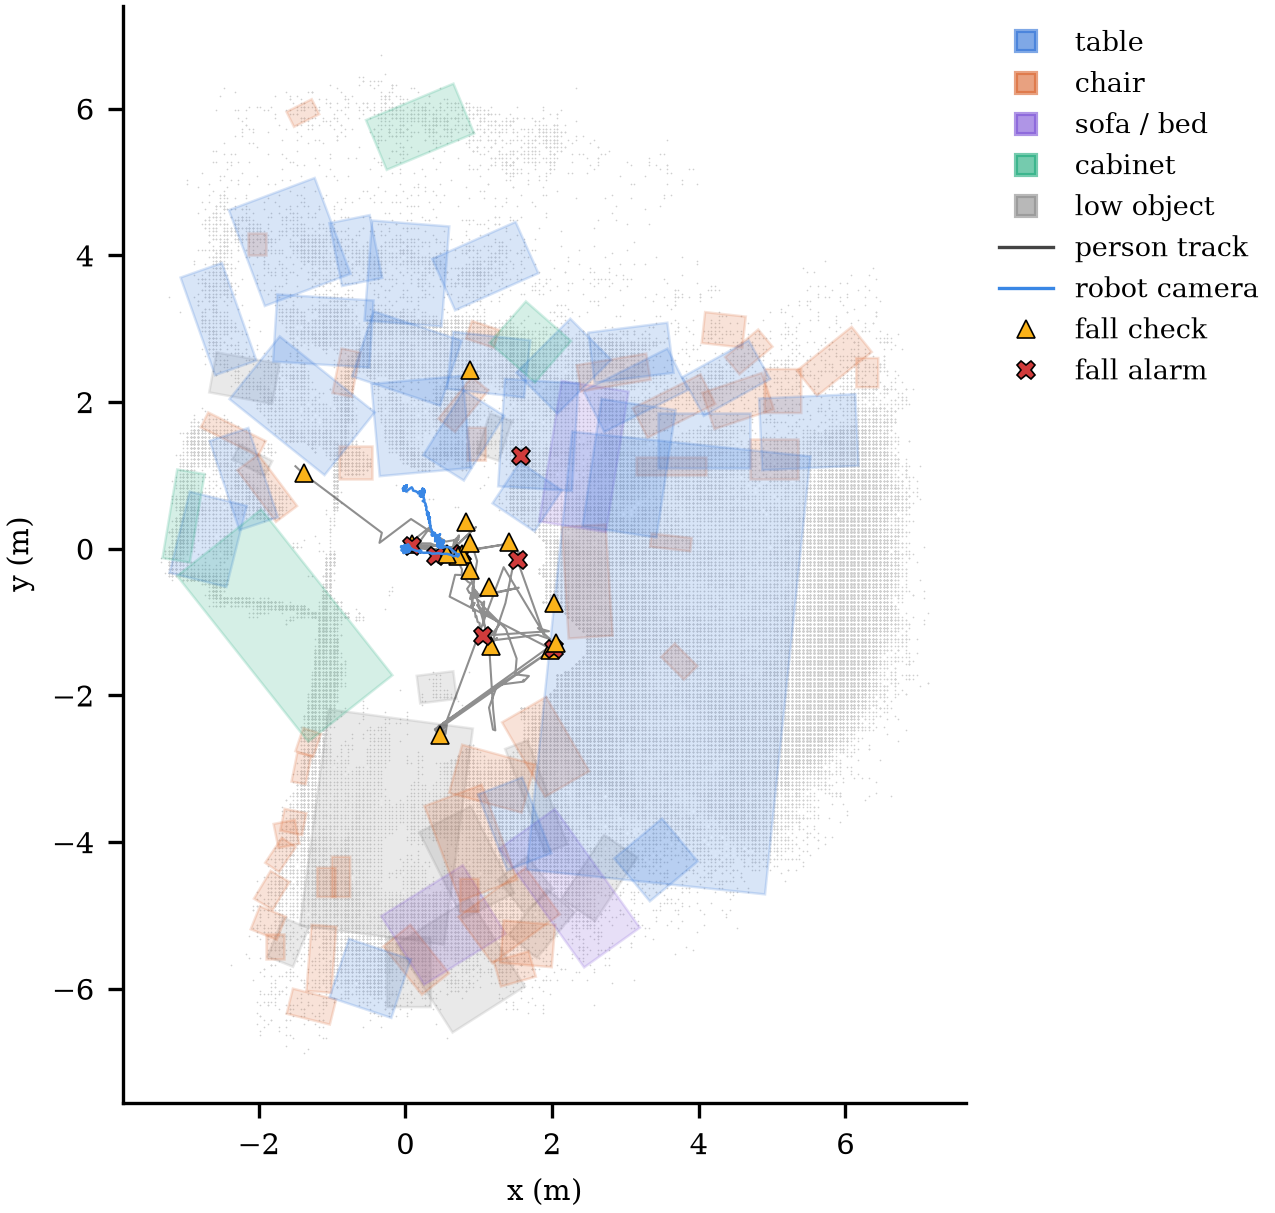 table
chair
sofa / bed
cabinet
low object
person track
robot camera
fall check
fall alarm
y (m)
6
4
2
0
−2
−4
−6
−2 0 2 4 6
x (m)